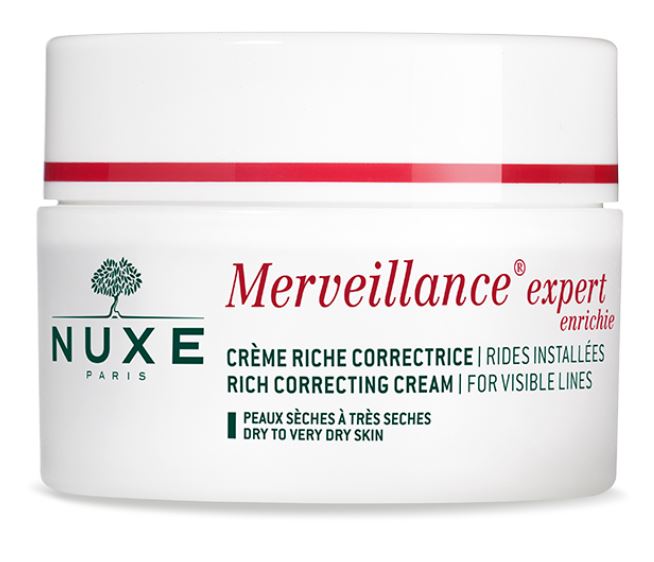 NUXE
PARIS
Merveillance® expert
enrichie
CRÈME RICHE CORRECTRICE | RIDES INSTALLÉES
RICH CORRECTING CREAM | FOR VISIBLE LINES
PEAUX SÈCHES À TRÈS SECHES
DRY TO VERY DRY SKIN